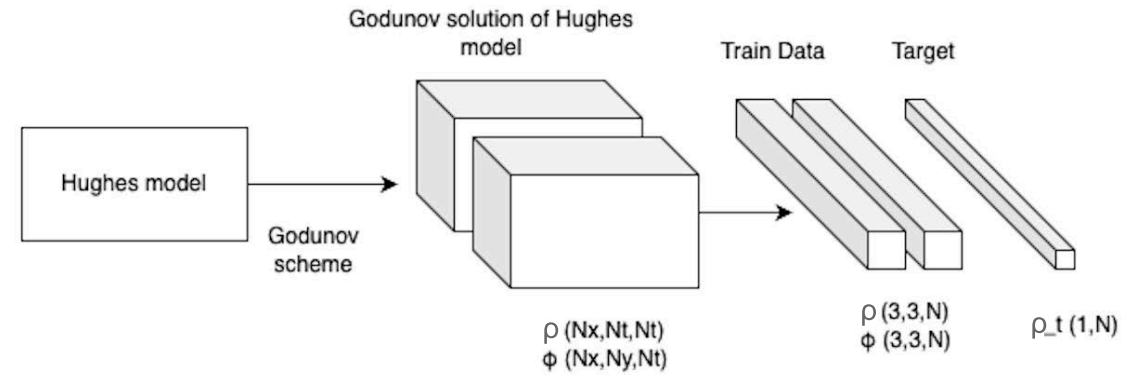 Godunov solution of Hughes
model
Train Data
Target
Hughes model
Godunov
scheme
ρ (Nx,Nt,Nt)
ϕ (Nx,Ny,Nt)
ρ (3,3,N)
ϕ (3,3,N)
ρ_t (1,N)